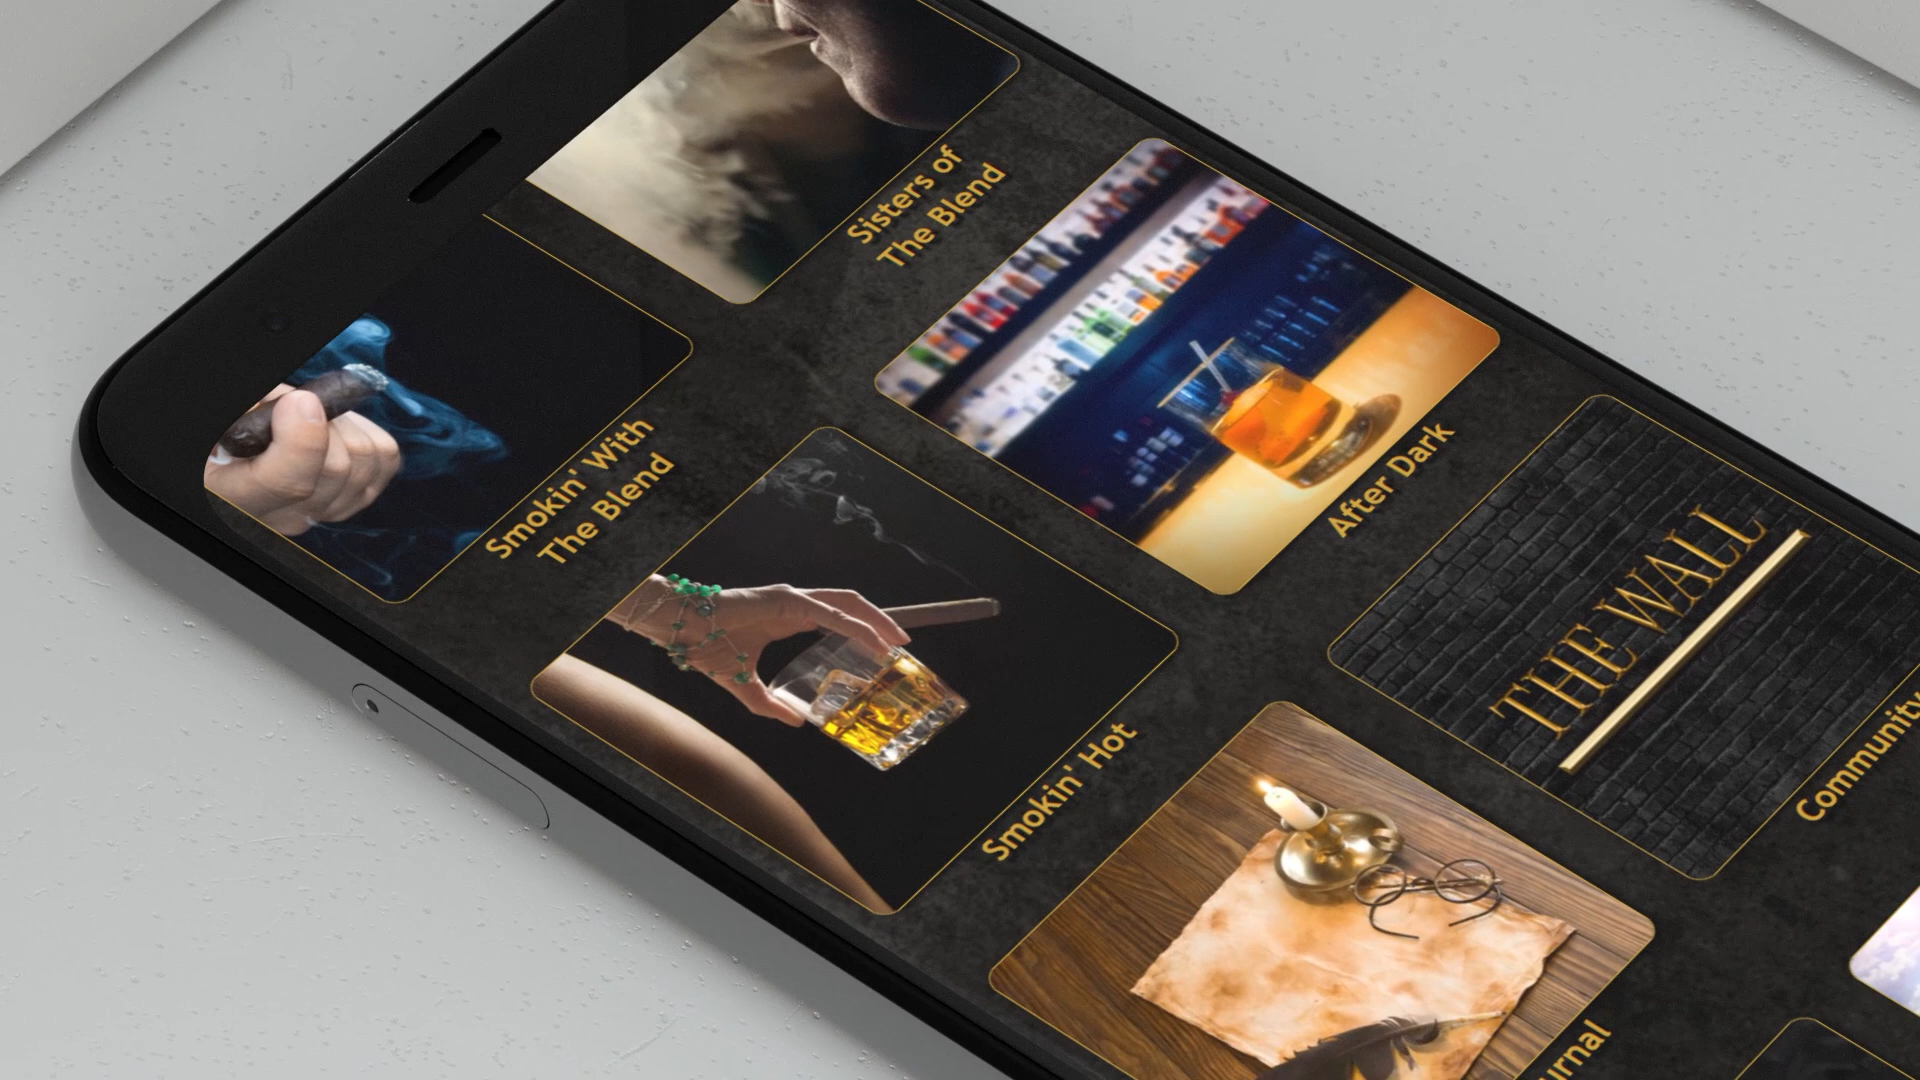 Sisters of
The Blend
Smokin' With
The Blend
After Dark
Smokin' Hot
THE WALL
Community
urnal